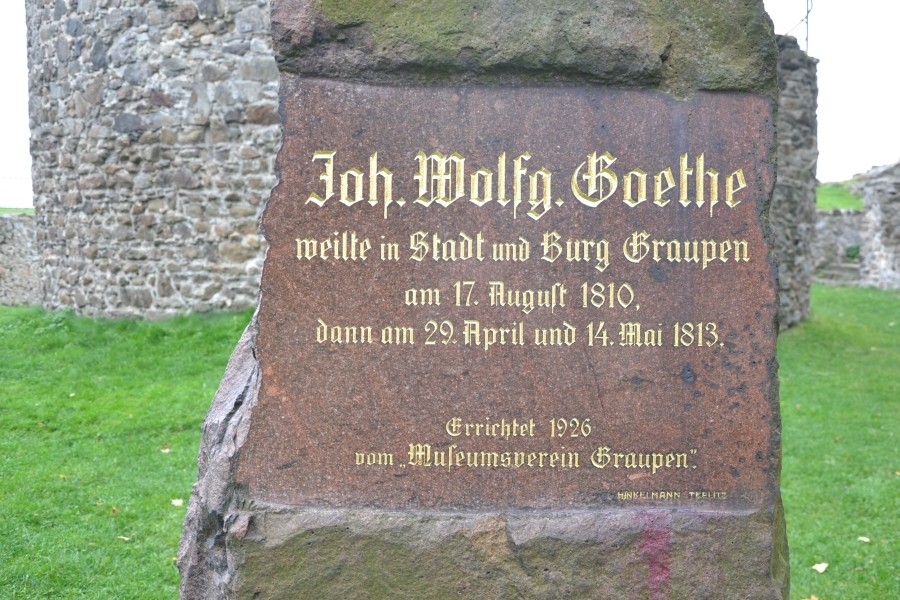 Joh. Wolfg. Goethe
weilte in Stadt und Burg Graupen
am 17. August 1810,
dann am 29. April und 14. Mai 1813.
Errichtet 1926
vom „Museumsverein Graupen“.
HINKELMANN TEPLITZ